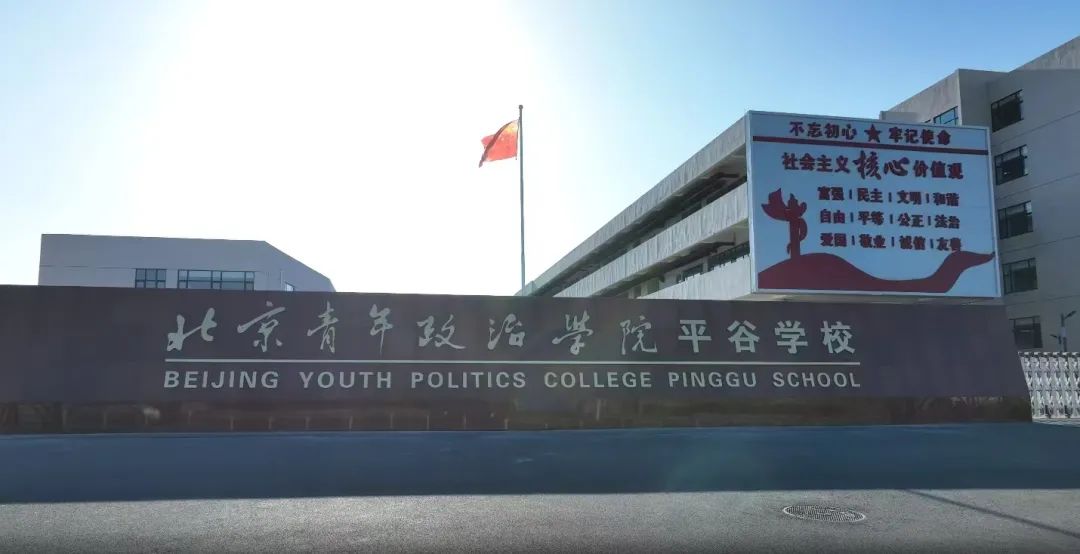 不忘初心★牢记使命
社会主义核心价值观
富强|民主|文明|和谐
自由|平等|公正|法治
爱国|敬业|诚信|友善
北京青年政治学院平谷学校
BEIJING YOUTH POLITICS COLLEGE PINGGU SCHOOL